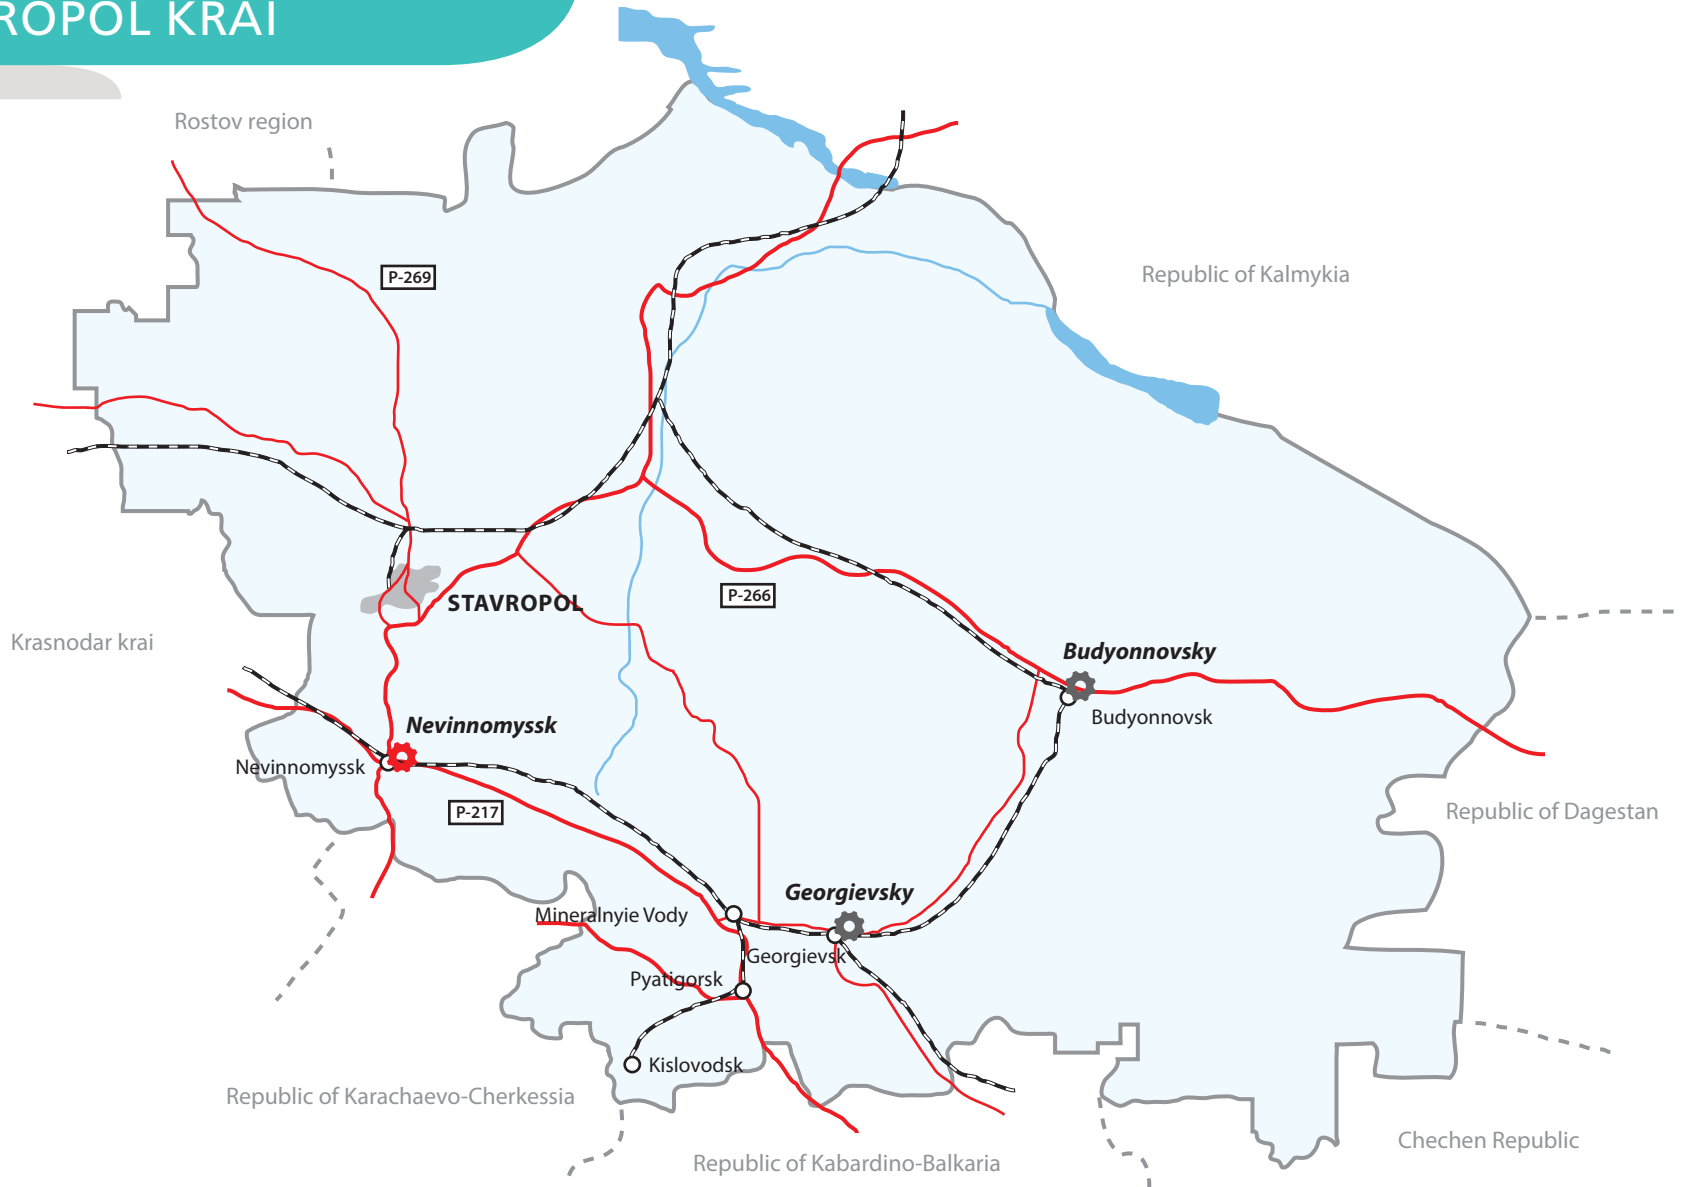 ROPOL KRAI
Rostov region
P-269
Republic of Kalmykia
P-266
STAVROPOL
Krasnodar krai
Budyonnovsky
Budyonnovsk
Nevinnomyssk
Nevinnomyssk
P-217
Republic of Dagestan
Georgievsky
Mineralnyie Vody
Georgievsk
Pyatigorsk
Kislovodsk
Republic of Karachaevo-Cherkessia
Chechen Republic
Republic of Kabardino-Balkaria